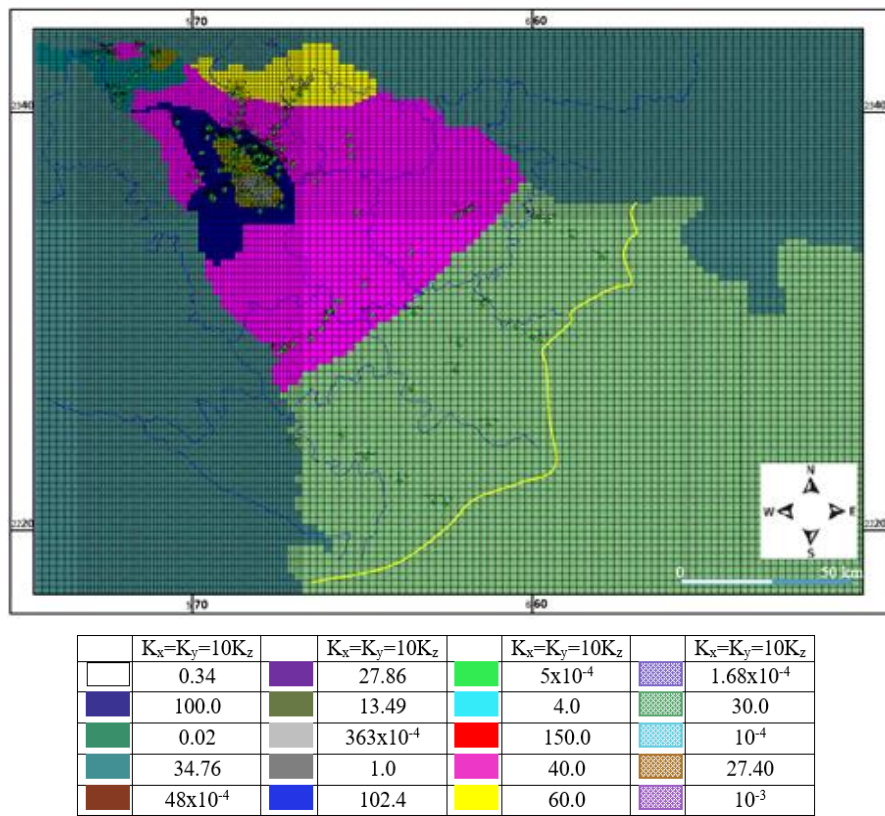 570 660
2340
N
W E
2220
S
0 50 km
570 660
Kx=Ky=10Kz Kx=Ky=10Kz Kx=Ky=10Kz Kx=Ky=10Kz
0.34 27.86 5x10⁻⁴ 1.68x10⁻⁴
100.0 13.49 4.0 30.0
0.02 363x10⁻⁴ 150.0 10⁻⁴
34.76 1.0 40.0 27.40
48x10⁻⁴ 102.4 60.0 10⁻³